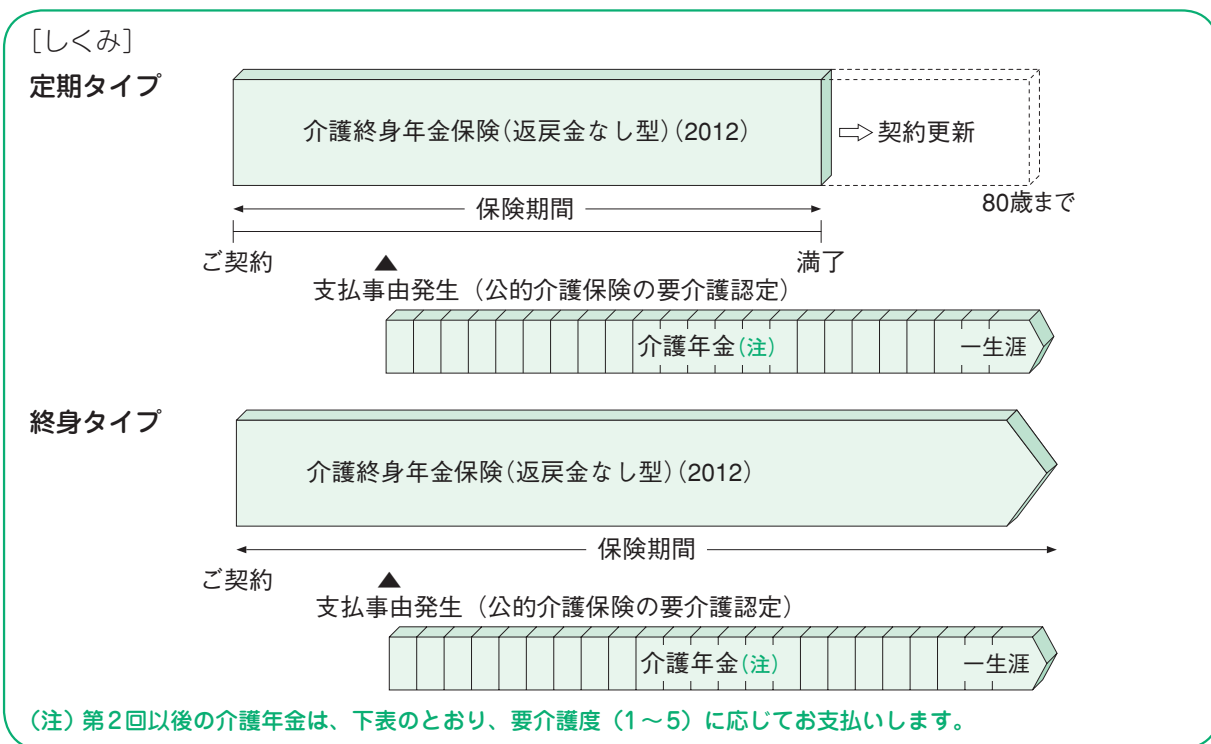 ［しくみ］
定期タイプ
介護終身年金保険（返戻金なし型）（2012）
⇨契約更新
保険期間
80歳まで
ご契約
満了
▲
支払事由発生（公的介護保険の要介護認定）
介護年金（注）
一生涯
終身タイプ
介護終身年金保険（返戻金なし型）（2012）
保険期間
ご契約
▲
支払事由発生（公的介護保険の要介護認定）
介護年金（注）
一生涯
（注）第2回以後の介護年金は、下表のとおり、要介護度（1～5）に応じてお支払いします。